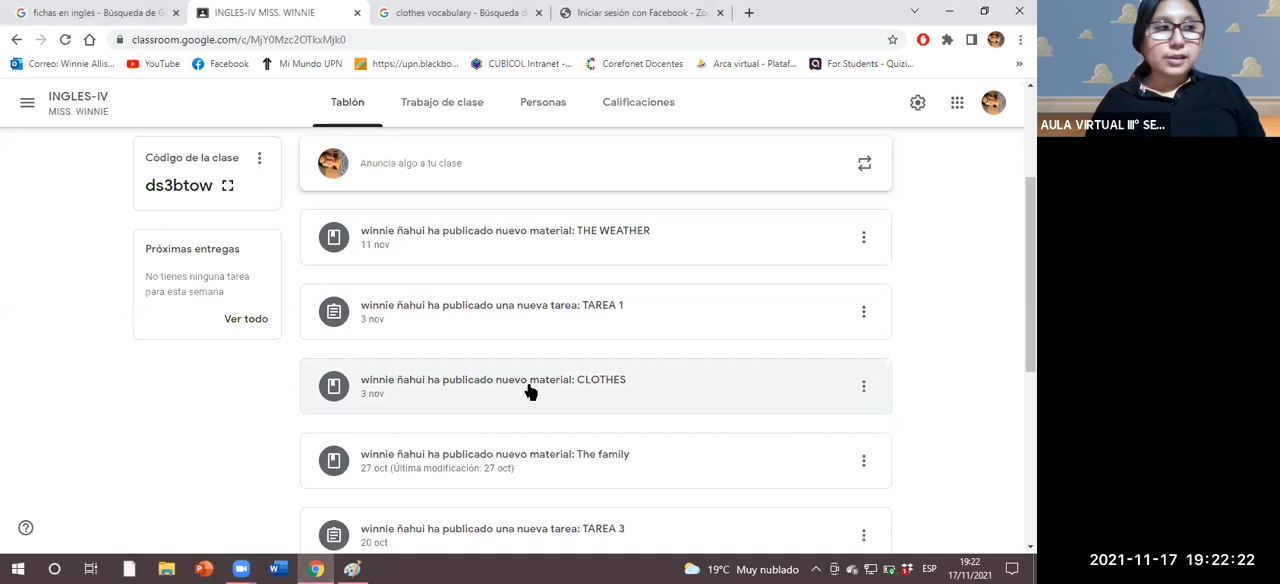 fichas en ingles - Búsqueda de G
INGLES-IV MISS. WINNIE
clothes vocabulary - Búsqueda d
Iniciar sesión con Facebook - Zo
classroom.google.com/c/MjY0Mzc2OTkxMjk0
Correo: Winnie Allis...
YouTube
Facebook
Mi Mundo UPN
https://upn.blackbo...
CUBICOL Intranet -...
Corefonet Docentes
Arca virtual - Plataf...
For Students - Quizi...
»
INGLES-IV
MISS. WINNIE
Tablón
Trabajo de clase
Personas
Calificaciones
Código de la clase
ds3btow
Próximas entregas
No tienes ninguna tarea
para esta semana
Ver todo
Anuncia algo a tu clase
winnie ñahui ha publicado nuevo material: THE WEATHER
11 nov
winnie ñahui ha publicado una nueva tarea: TAREA 1
3 nov
winnie ñahui ha publicado nuevo material: CLOTHES
3 nov
winnie ñahui ha publicado nuevo material: The family
27 oct (Última modificación: 27 oct)
winnie ñahui ha publicado una nueva tarea: TAREA 3
20 oct
AULA VIRTUAL IIIº SE...
19°C Muy nublado
ESP
19:22
17/11/2021
2021-11-17 19:22:22